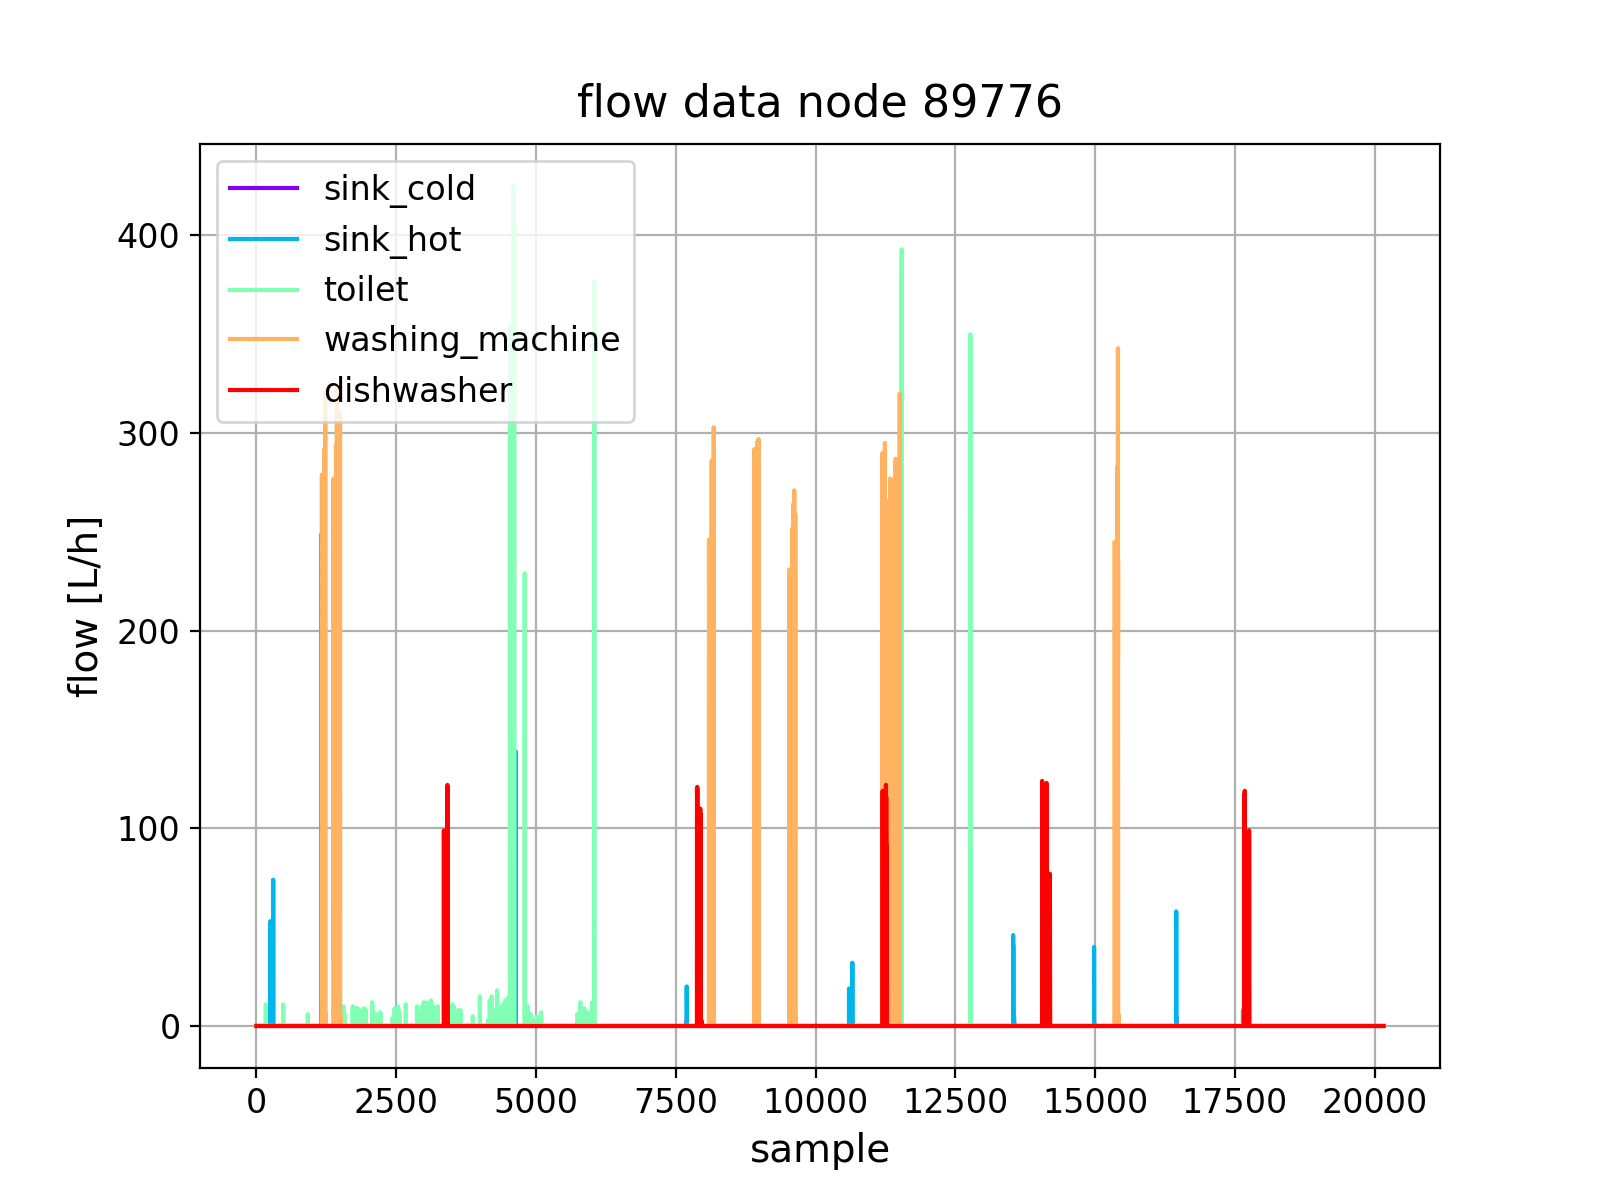 flow data node 89776
sink_cold
sink_hot
toilet
washing_machine
dishwasher
flow [L/h]
400
300
200
100
0
0 2500 5000 7500 10000 12500 15000 17500 20000
sample